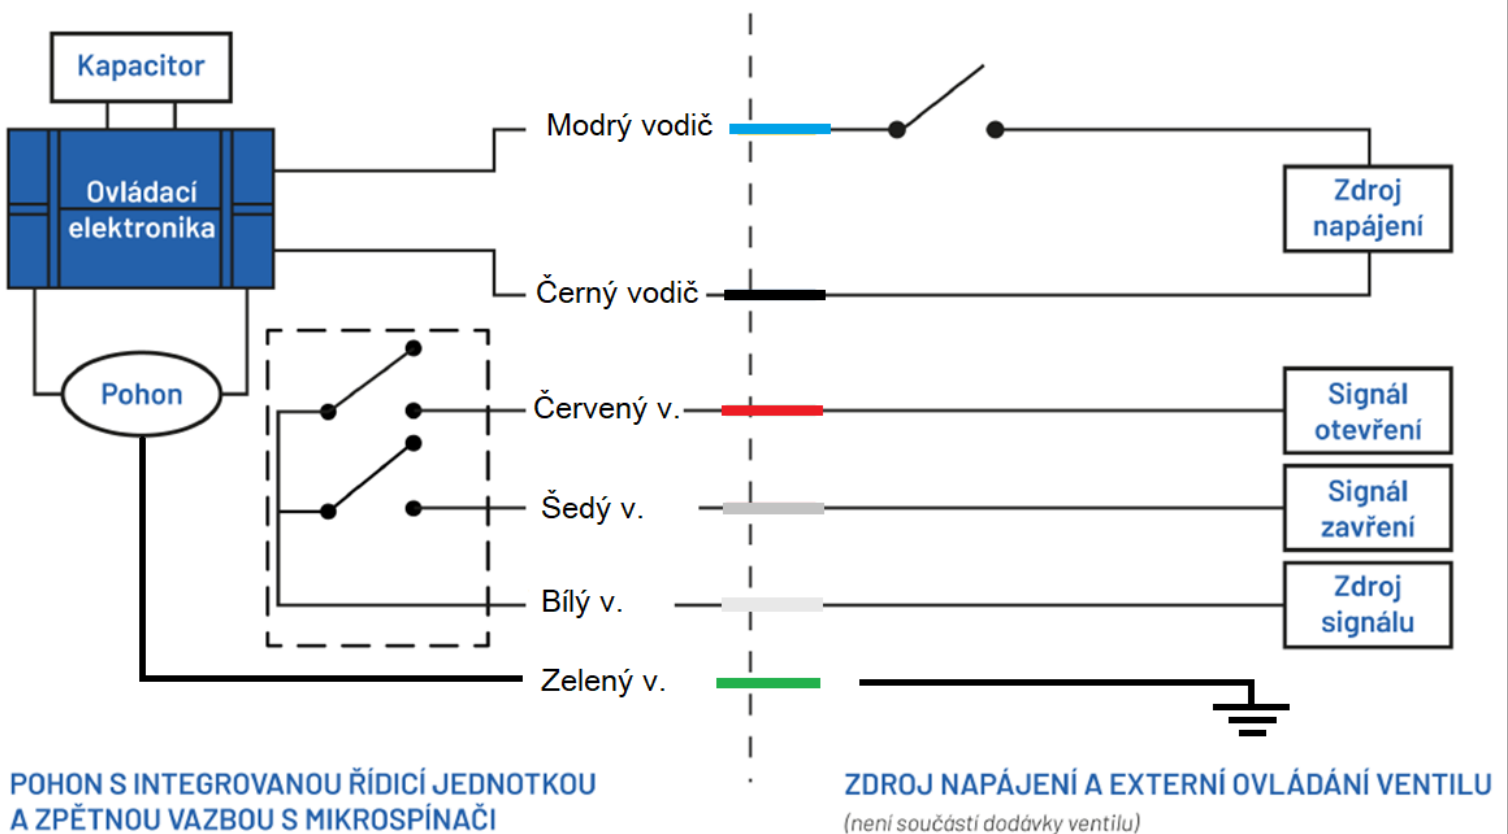 Kapacitor
Modrý vodič
Ovládací
elektronika
Zdroj
napájení
Černý vodič
Pohon
Červený v.
Signál
otevření
Šedý v.
Signál
zavření
Bílý v.
Zdroj
signálu
Zelený v.
POHON S INTEGROVANOU ŘÍDICÍ JEDNOTKOU
A ZPĚTNOU VAZBOU S MIKROSPÍNAČI
ZDROJ NAPÁJENÍ A EXTERNÍ OVLÁDÁNÍ VENTILU
(není součástí dodávky ventilu)